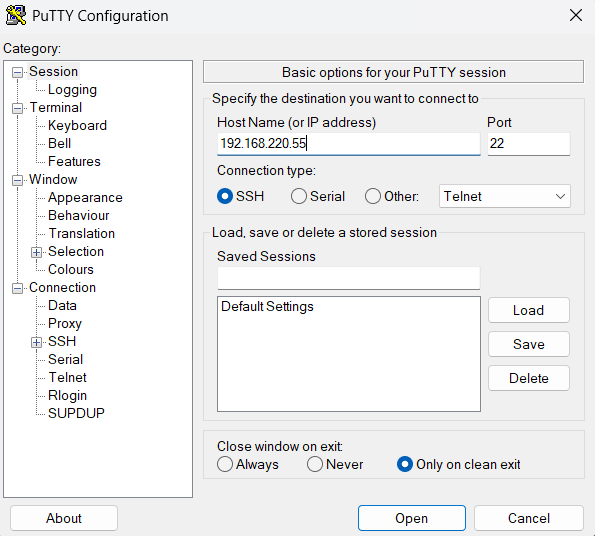 PuTTY Configuration
Category:
Session
Logging
Terminal
Keyboard
Bell
Features
Window
Appearance
Behaviour
Translation
Selection
Colours
Connection
Data
Proxy
SSH
Serial
Telnet
Rlogin
SUPDUP
Basic options for your PuTTY session
Specify the destination you want to connect to
Host Name (or IP address) Port
192.168.220.55 22
Connection type:
SSH Serial Other: Telnet
Load, save or delete a stored session
Saved Sessions
Default Settings
Load
Save
Delete
Close window on exit:
Always Never Only on clean exit
About Open Cancel